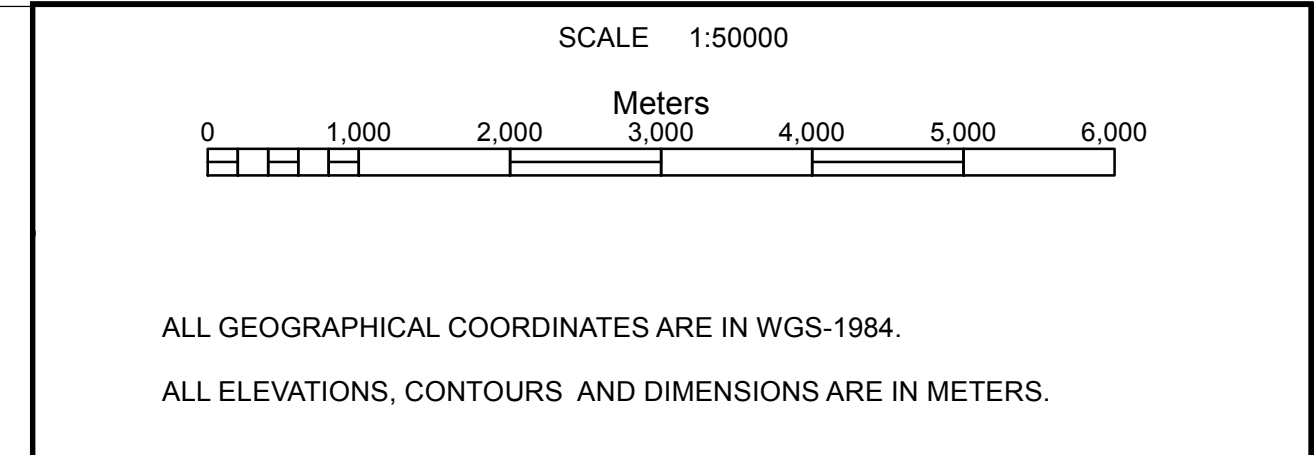 SCALE 1:50000
Meters
0 1,000 2,000 3,000 4,000 5,000 6,000
ALL GEOGRAPHICAL COORDINATES ARE IN WGS-1984.
ALL ELEVATIONS, CONTOURS AND DIMENSIONS ARE IN METERS.